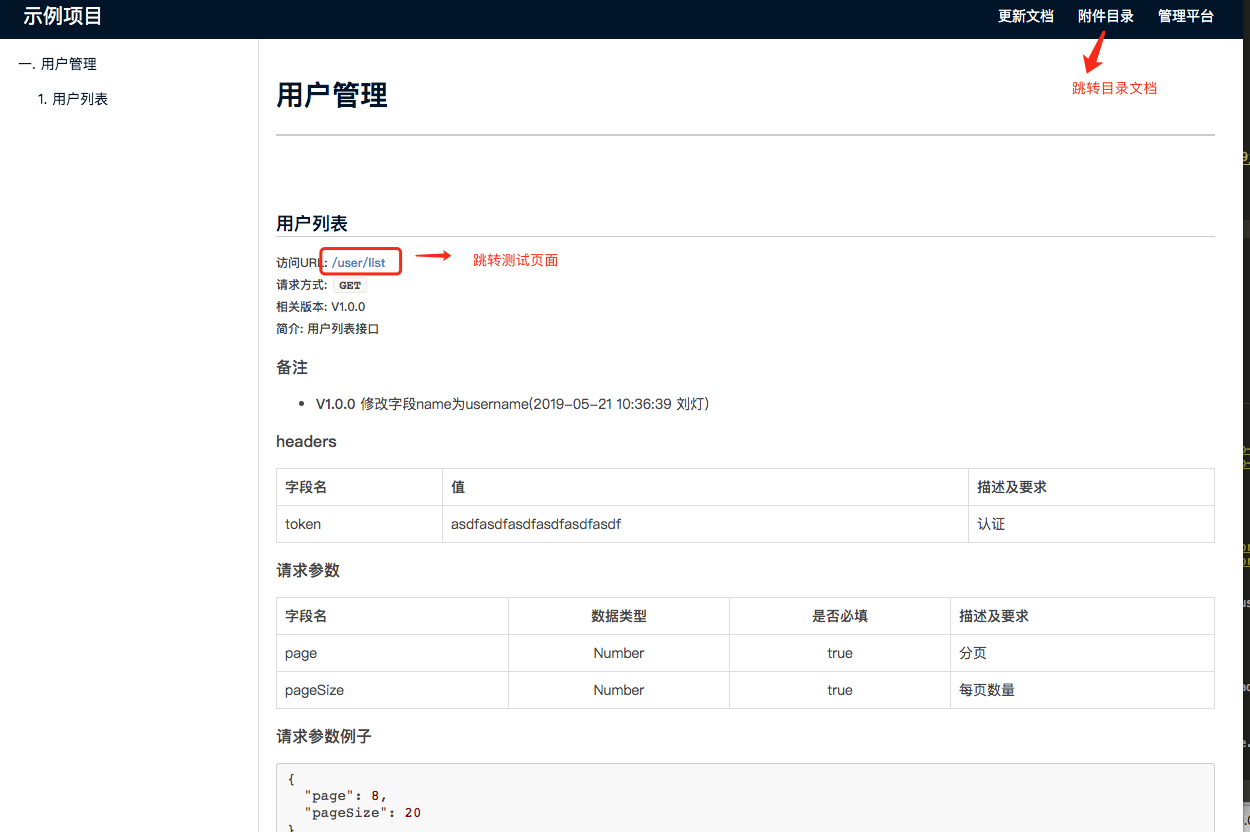 示例项目
更新文档 附件目录 管理平台
跳转目录文档
一. 用户管理
1. 用户列表
用户管理
用户列表
访问URL: /user/list
跳转测试页面
请求方式: GET
相关版本: V1.0.0
简介: 用户列表接口
备注
V1.0.0 修改字段name为username(2019-05-21 10:36:39 刘灯)
headers
字段名 值 描述及要求
token asdfasdfasdfasdfasdfasdf 认证
请求参数
字段名 数据类型 是否必填 描述及要求
page Number true 分页
pageSize Number true 每页数量
请求参数例子
{
"page": 8,
"pageSize": 20
}